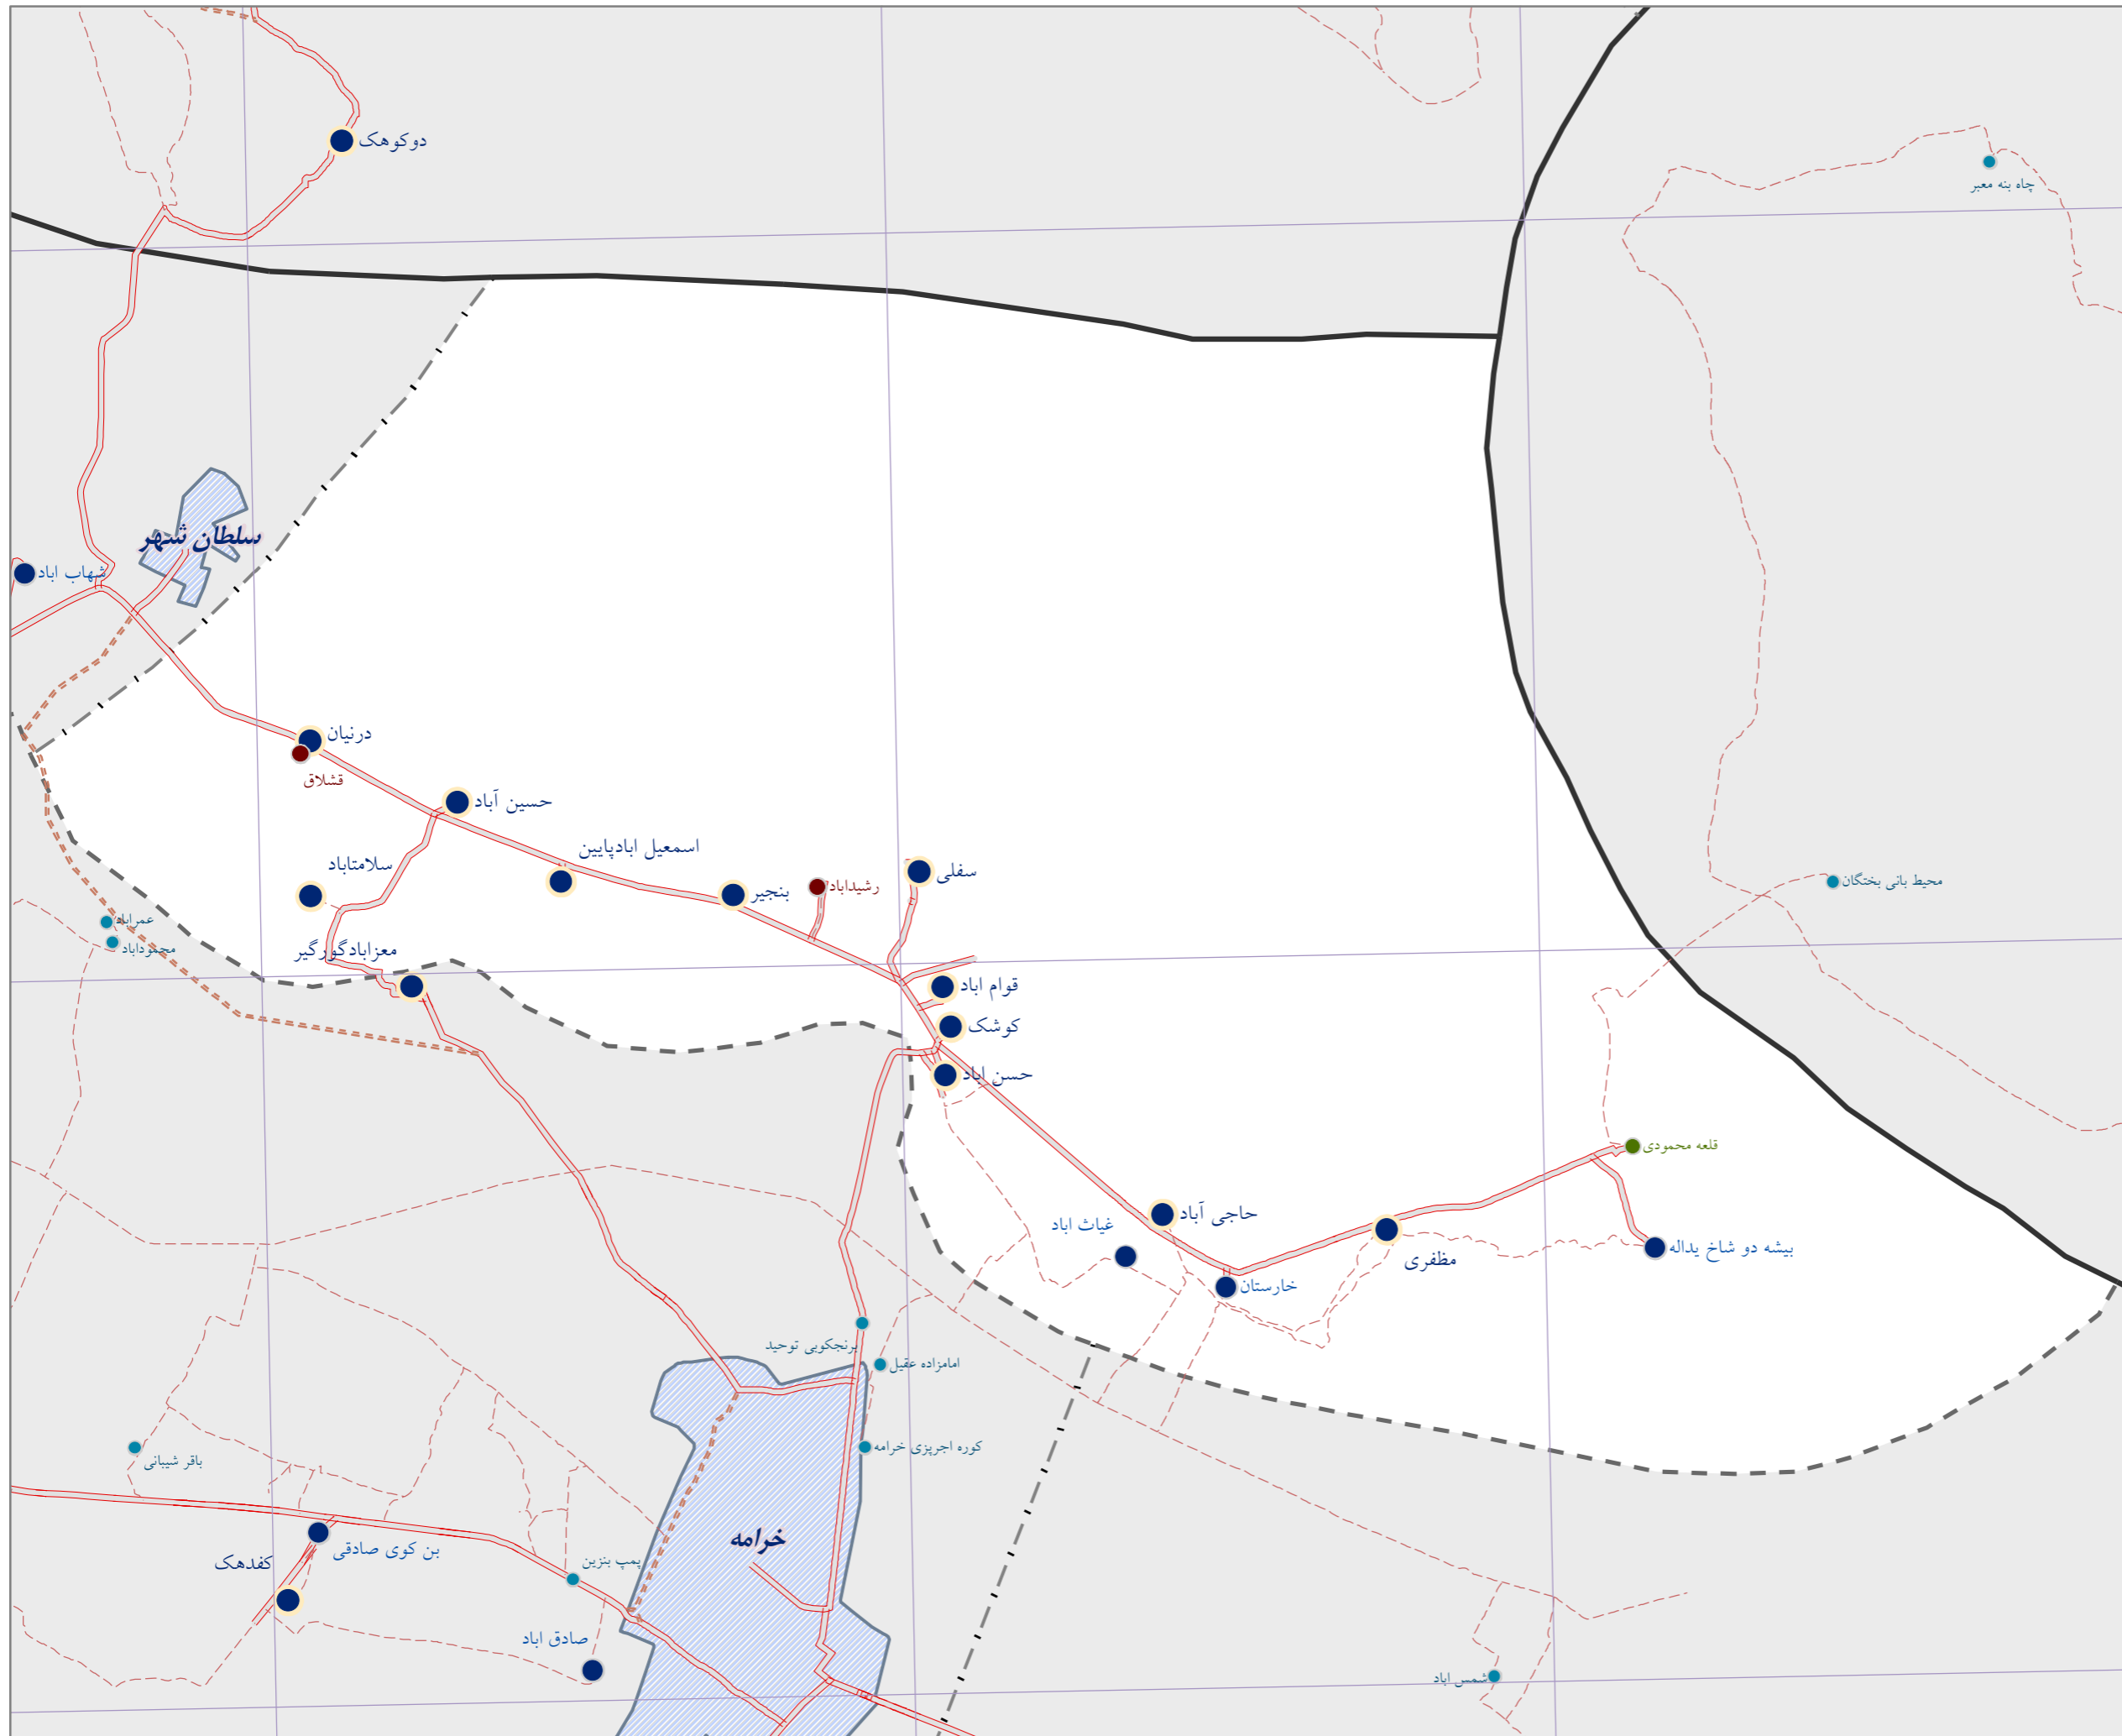 دوکوهک
چاه بنه معبر
سلطان شهر
شهاب اباد
درنیان
قشلاق
حسین آباد
اسمعیل ابادپایین
سلامتاباد
بنجیر
رشیداباد
سفلی
محیط بانی بختگان
عمراباد
محموداباد
معزابادگورگیر
قوام اباد
کوشک
حسن اباد
قلعه محمودی
حاجی آباد
غیاث اباد
مظفری
بیشه دو شاخ یداله
خارستان
برنجکوبی توحید
امامزاده عقیل
کوره اجرپزی خرامه
باقر شیبانی
خرامه
بن کوی صادقی
کفدهک
پمپ بنزین
صادق اباد
شمس اباد